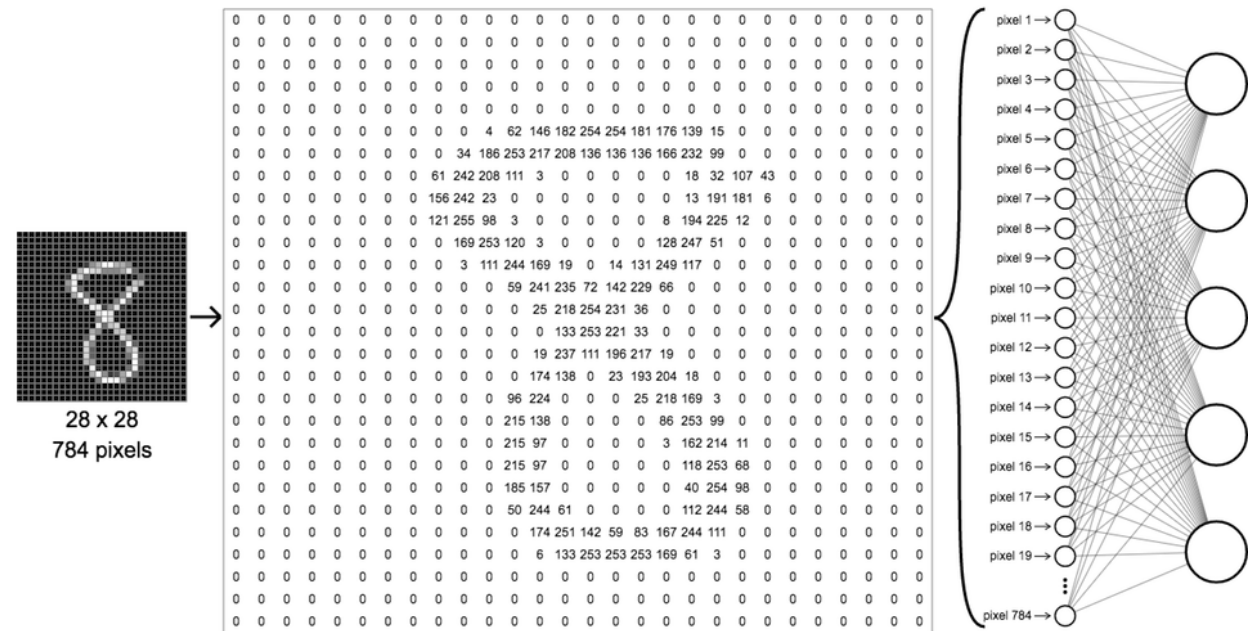 28 x 28
784 pixels
0 0 0 0 0 0 0 0 0 0 0 0 0 0 0 0 0 0 0 0 0 0 0 0 0 0 0 0
0 0 0 0 0 0 0 0 0 0 0 0 0 0 0 0 0 0 0 0 0 0 0 0 0 0 0 0
0 0 0 0 0 0 0 0 0 0 0 0 0 0 0 0 0 0 0 0 0 0 0 0 0 0 0 0
0 0 0 0 0 0 0 0 0 0 0 0 0 0 0 0 0 0 0 0 0 0 0 0 0 0 0 0
0 0 0 0 0 0 0 0 0 0 0 0 0 0 0 0 0 0 0 0 0 0 0 0 0 0 0 0
0 0 0 0 0 0 0 0 0 0 4 62 146 182 254 254 181 176 139 15 0 0 0 0 0 0 0 0
0 0 0 0 0 0 0 0 0 34 186 253 217 208 136 136 136 166 232 99 0 0 0 0 0 0 0 0
0 0 0 0 0 0 0 0 61 242 208 111 3 0 0 0 0 0 18 32 107 43 0 0 0 0 0 0
0 0 0 0 0 0 0 0 156 242 23 0 0 0 0 0 0 0 13 191 181 6 0 0 0 0 0 0
0 0 0 0 0 0 0 0 121 255 98 3 0 0 0 0 0 8 194 225 12 0 0 0 0 0 0 0
0 0 0 0 0 0 0 0 0 169 253 120 3 0 0 0 0 128 247 51 0 0 0 0 0 0 0 0
0 0 0 0 0 0 0 0 0 3 111 244 169 19 0 14 131 249 117 0 0 0 0 0 0 0 0 0
0 0 0 0 0 0 0 0 0 0 0 59 241 235 72 142 229 66 0 0 0 0 0 0 0 0 0 0
0 0 0 0 0 0 0 0 0 0 0 0 25 218 254 231 36 0 0 0 0 0 0 0 0 0 0 0
0 0 0 0 0 0 0 0 0 0 0 0 0 133 253 221 33 0 0 0 0 0 0 0 0 0 0 0
0 0 0 0 0 0 0 0 0 0 0 0 19 237 111 196 217 19 0 0 0 0 0 0 0 0 0 0
0 0 0 0 0 0 0 0 0 0 0 0 174 138 0 23 193 204 18 0 0 0 0 0 0 0 0 0
0 0 0 0 0 0 0 0 0 0 0 96 224 0 0 0 25 218 169 3 0 0 0 0 0 0 0 0
0 0 0 0 0 0 0 0 0 0 0 215 138 0 0 0 0 86 253 99 0 0 0 0 0 0 0 0
0 0 0 0 0 0 0 0 0 0 0 215 97 0 0 0 0 3 162 214 11 0 0 0 0 0 0 0
0 0 0 0 0 0 0 0 0 0 0 215 97 0 0 0 0 0 118 253 68 0 0 0 0 0 0 0
0 0 0 0 0 0 0 0 0 0 0 185 157 0 0 0 0 0 40 254 98 0 0 0 0 0 0 0
0 0 0 0 0 0 0 0 0 0 0 50 244 61 0 0 0 0 112 244 58 0 0 0 0 0 0 0
0 0 0 0 0 0 0 0 0 0 0 0 174 251 142 59 83 167 244 111 0 0 0 0 0 0 0 0
0 0 0 0 0 0 0 0 0 0 0 0 6 133 253 253 253 169 61 3 0 0 0 0 0 0 0 0
0 0 0 0 0 0 0 0 0 0 0 0 0 0 0 0 0 0 0 0 0 0 0 0 0 0 0 0
0 0 0 0 0 0 0 0 0 0 0 0 0 0 0 0 0 0 0 0 0 0 0 0 0 0 0 0
0 0 0 0 0 0 0 0 0 0 0 0 0 0 0 0 0 0 0 0 0 0 0 0 0 0 0 0
pixel 1
pixel 2
pixel 3
pixel 4
pixel 5
pixel 6
pixel 7
pixel 8
pixel 9
pixel 10
pixel 11
pixel 12
pixel 13
pixel 14
pixel 15
pixel 16
pixel 17
pixel 18
pixel 19
pixel 784